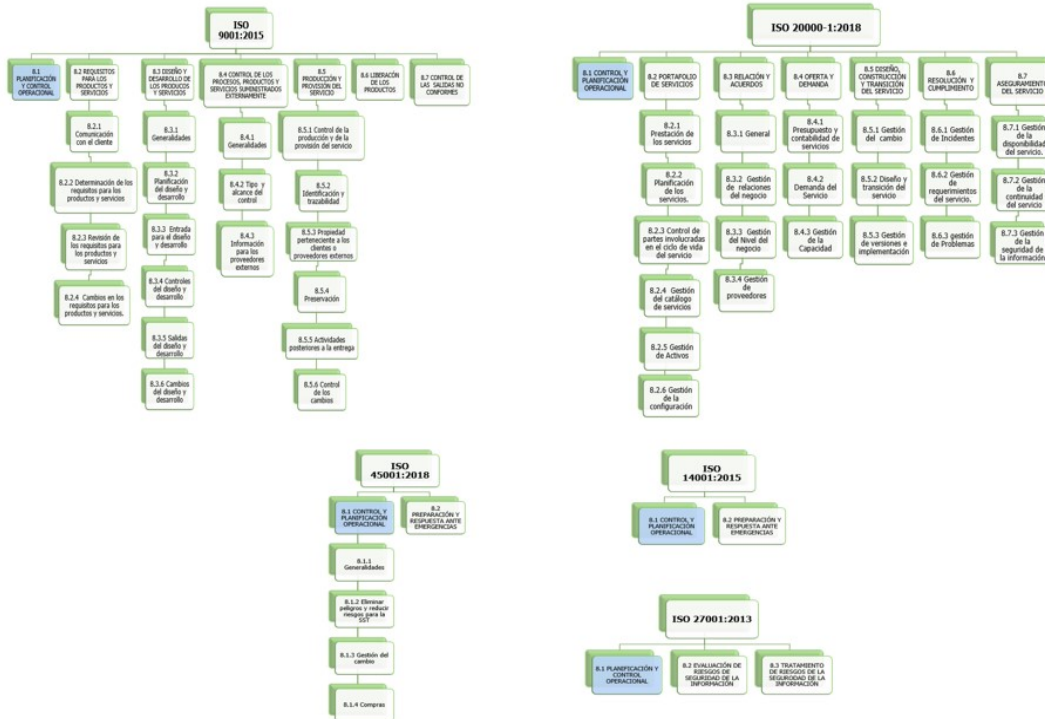 ISO
9001:2015
8.1
PLANIFICACIÓN
Y CONTROL
OPERACIONAL
8.2 REQUISITOS
PARA LOS
PRODUCTOS Y
SERVICIOS
8.2.1
Comunicación
con el cliente
8.2.2 Determinación de los
requisitos para los
productos y servicios
8.2.3 Revisión de
los requisitos para
los productos y
servicios
8.2.4 Cambios en los
requisitos para los
productos y servicios.
8.3 DISEÑO Y
DESARROLLO DE
LOS PRODUCOS
Y SERVICIOS
8.3.1
Generalidades
8.3.2
Planificación
del diseño y
desarrollo
8.3.3 Entrada
para el diseño
y desarrollo
8.3.4 Controles
del diseño y
desarrollo
8.3.5 Salidas
del diseño y
desarrollo
8.3.6 Cambios
del diseño y
desarrollo
8.4 CONTROL DE LOS
PROCESOS, PRODUCTOS Y
SERVICIOS SUMINISTRADOS
EXTERNAMENTE
8.4.1
Generalidades
8.4.2 Tipo y
alcance del
control
8.4.3
Información
para los
proveedores
externos
8.5
PRODUCCIÓN Y
PROVISIÓN DEL
SERVICIO
8.5.1 Control de la
producción y de la
provisión del servicio
8.5.2
Identificación y
trazabilidad
8.5.3 Propiedad
perteneciente a los
clientes o
proveedores externos
8.5.4
Preservación
8.5.5 Actividades
posteriores a la entrega
8.5.6 Control
de los
cambios
8.6 LIBERACIÓN
DE LOS
PRODUCTOS
8.7 CONTROL DE
LAS SALIDAS NO
CONFORMES
ISO 20000-1:2018
8.1 CONTROL Y
PLANIFICACIÓN
OPERACIONAL
8.2 PORTAFOLIO
DE SERVICIOS
8.2.1
Prestación de
los servicios
8.2.2
Planificación
de los
servicios.
8.2.3 Control de
partes involucradas
en el ciclo de vida
del servicio
8.2.4 Gestión
del catálogo
de servicios
8.2.5 Gestión
de Activos
8.2.6 Gestión
de la
configuración
8.3 RELACIÓN Y
ACUERDOS
8.3.1 General
8.3.2 Gestión
de relaciones
del negocio
8.3.3 Gestión
del Nivel del
negocio
8.3.4 Gestión
de
proveedores
8.4 OFERTA Y
DEMANDA
8.4.1
Presupuesto y
contabilidad de
servicios
8.4.2
Demanda del
Servicio
8.4.3 Gestión
de la
Capacidad
8.5 DISEÑO,
CONSTRUCCIÓN
Y TRANSICIÓN
DEL SERVICIO
8.5.1 Gestión
del cambio
8.5.2 Diseño y
transición del
servicio
8.5.3 Gestión
de versiones e
implementación
8.6
RESOLUCIÓN Y
CUMPLIMIENTO
8.6.1 Gestión
de Incidentes
8.6.2 Gestión
de
requerimientos
del servicio.
8.6.3 gestión
de Problemas
8.7
ASEGURAMIENTO
DEL SERVICIO
8.7.1 Gestión
de la
disponibilidad
del servicio.
8.7.2 Gestión
de la
continuidad
del servicio
8.7.3 Gestión
de la
seguridad de
la información
ISO
45001:2018
8.1 CONTROL Y
PLANIFICACIÓN
OPERACIONAL
8.2
PREPARACIÓN Y
RESPUESTA ANTE
EMERGENCIAS
8.1.1
Generalidades
8.1.2 Eliminar
peligros y reducir
riesgos para la
SST
8.1.3 Gestión del
cambio
8.1.4 Compras
ISO
14001:2015
8.1 CONTROL Y
PLANIFICACIÓN
OPERACIONAL
8.2 PREPARACIÓN Y
RESPUESTA ANTE
EMERGENCIAS
ISO 27001:2013
8.1 PLANIFICACIÓN Y
CONTROL
OPERACIONAL
8.2 EVALUACIÓN DE
RIESGOS DE
SEGURIDAD DE LA
INFORMACIÓN
8.3 TRATAMIENTO
DE RIESGOS DE LA
SEGURODAD DE LA
INFORMACIÓN